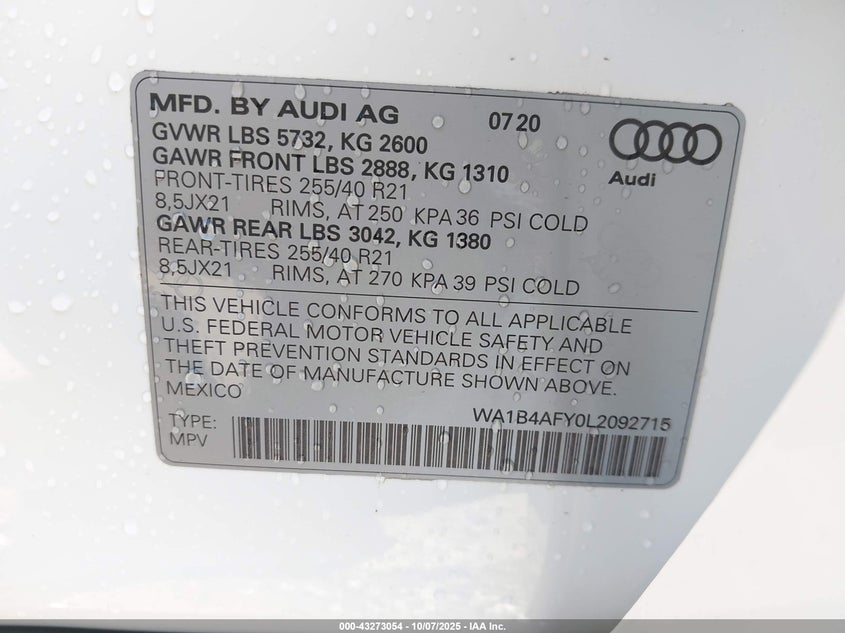 MFD. BY AUDI AG 07 20
GVWR LBS 5732, KG 2600
GAWR FRONT LBS 2888, KG 1310
FRONT-TIRES 255/40 R21
8,5JX21 RIMS, AT 250 KPA 36 PSI COLD
GAWR REAR LBS 3042, KG 1380
REAR-TIRES 255/40 R21
8,5JX21 RIMS, AT 270 KPA 39 PSI COLD
Audi
THIS VEHICLE CONFORMS TO ALL APPLICABLE
U.S. FEDERAL MOTOR VEHICLE SAFETY AND
THEFT PREVENTION STANDARDS IN EFFECT ON
THE DATE OF MANUFACTURE SHOWN ABOVE.
MEXICO
WA1B4AFY0L2092715
TYPE:
MPV
000-43273054 - 10/07/2025 - IAA Inc.